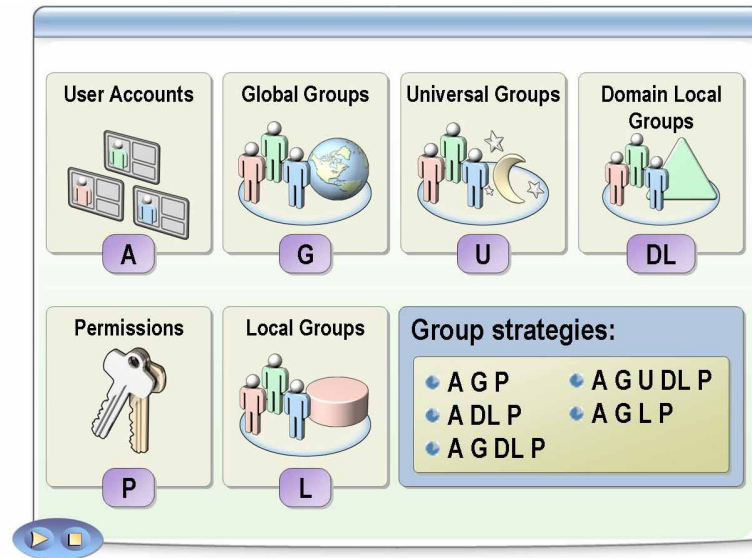 User Accounts
Global Groups
Universal Groups
Domain Local
Groups
A
G
U
DL
Permissions
Local Groups
Group strategies:
A G P
A DL P
A G DL P
A G U DL P
A G L P
P
L